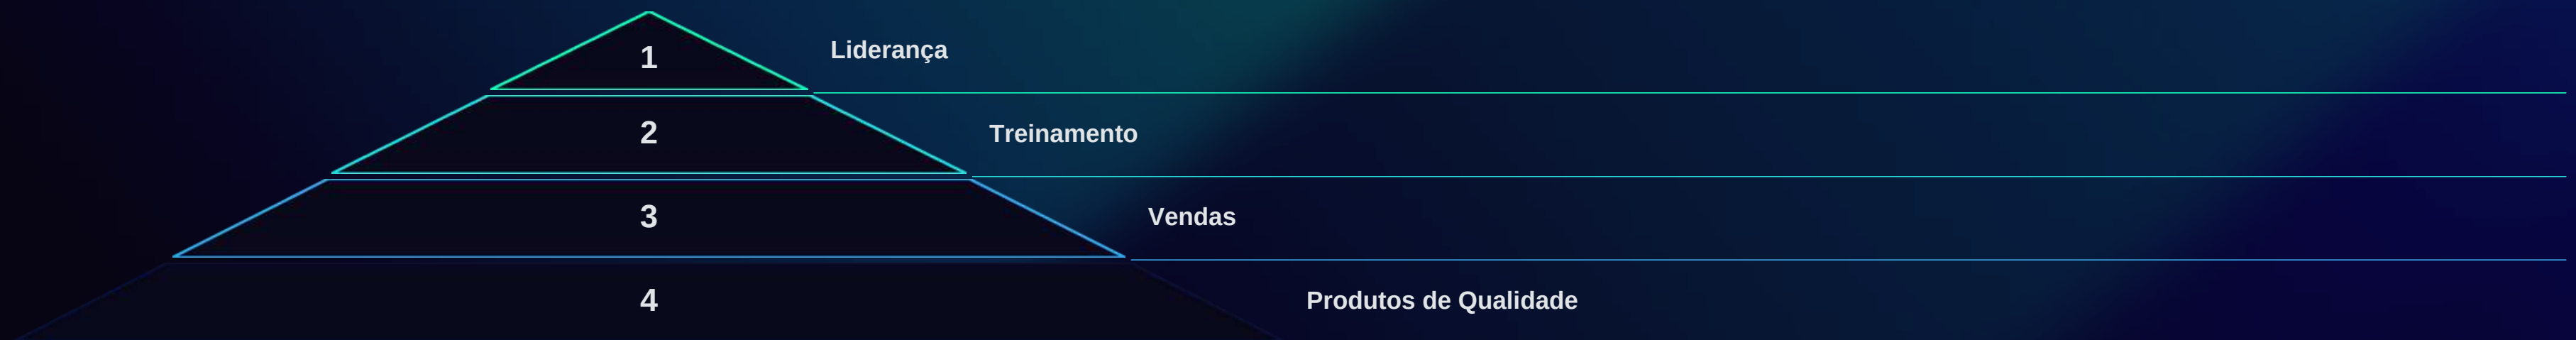 1
Liderança
2
Treinamento
3
Vendas
4
Produtos de Qualidade